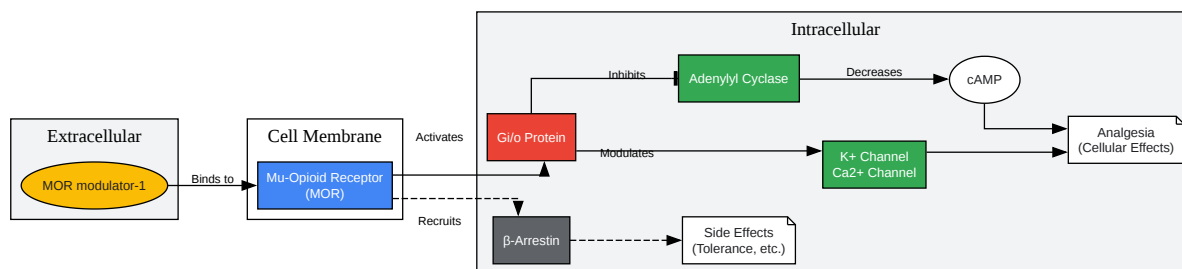 Extracellular
MOR modulator-1
Binds to
Cell Membrane
Mu-Opioid Receptor
(MOR)
Activates
Recruits
Intracellular
Gi/o Protein
Inhibits
Adenylyl Cyclase
Decreases
cAMP
Modulates
K+ Channel
Ca2+ Channel
Analgesia
(Cellular Effects)
β-Arrestin
Side Effects
(Tolerance, etc.)